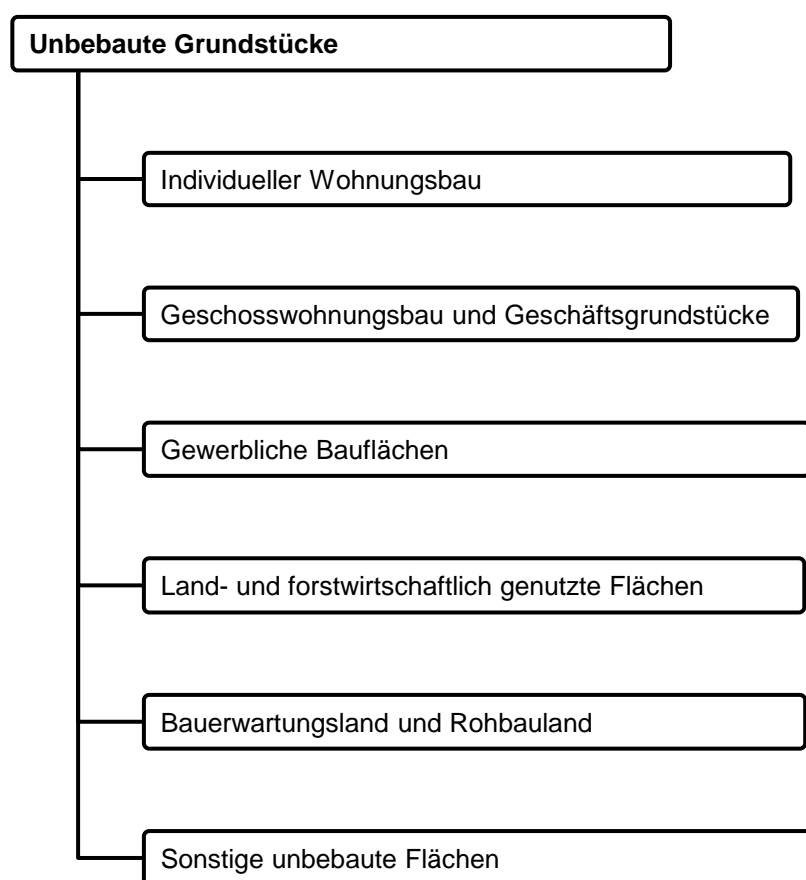 Unbebaute Grundstücke
Individueller Wohnungsbau
Geschosswohnungsbau und Geschäftsgrundstücke
Gewerbliche Bauflächen
Land- und forstwirtschaftlich genutzte Flächen
Bauerwartungsland und Rohbauland
Sonstige unbebaute Flächen